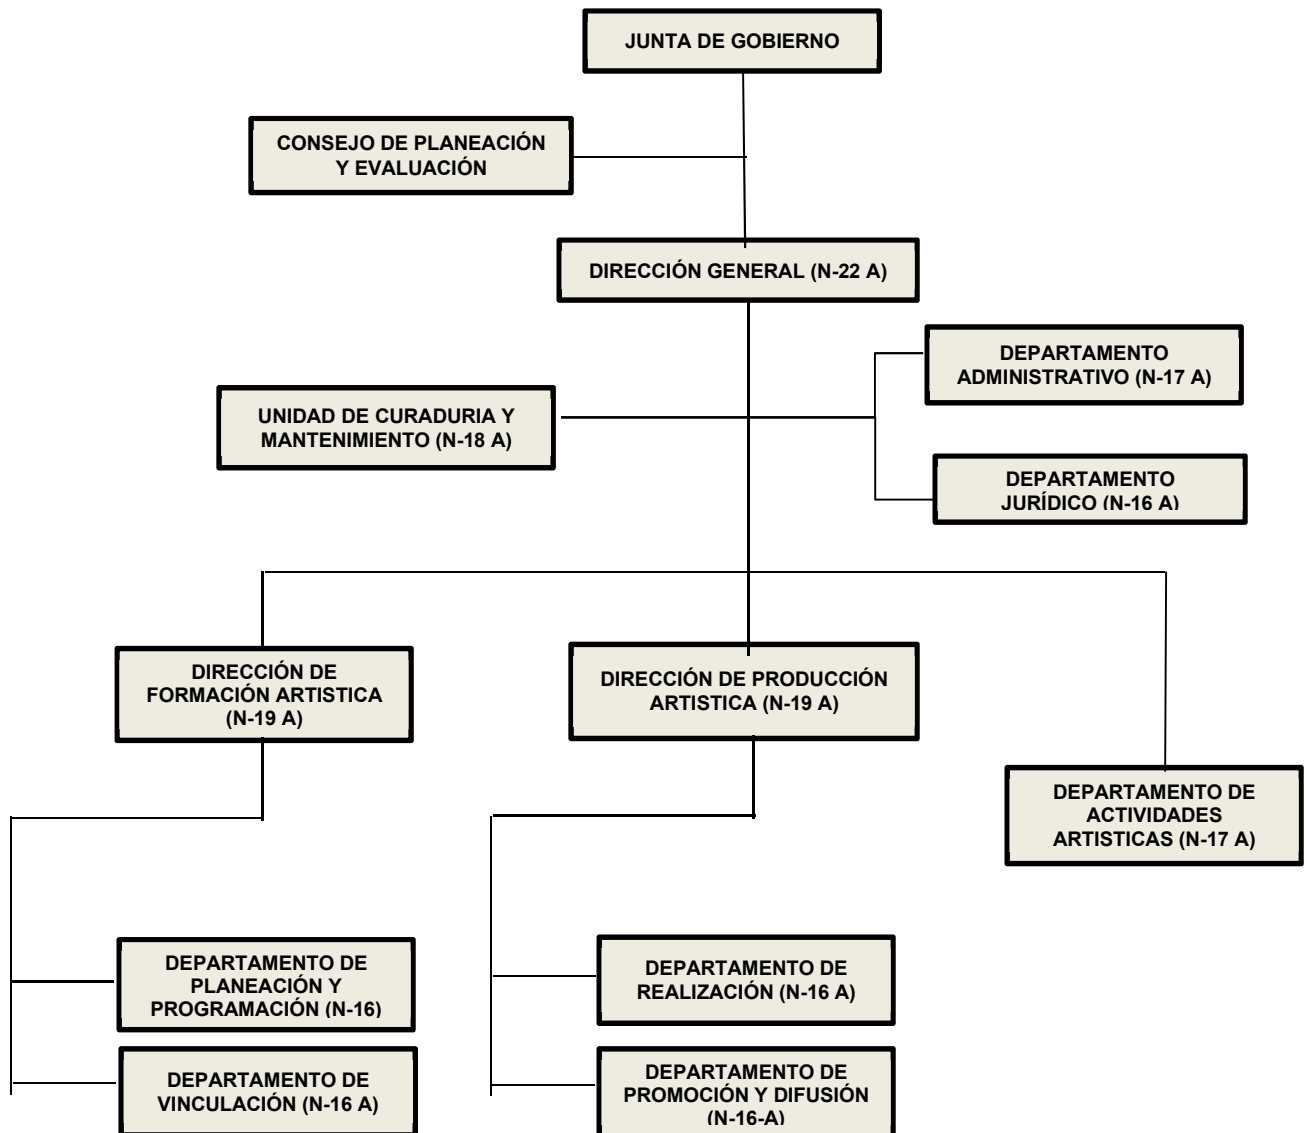 JUNTA DE GOBIERNO
CONSEJO DE PLANEACIÓN
Y EVALUACIÓN
DIRECCIÓN GENERAL (N-22 A)
DEPARTAMENTO
ADMINISTRATIVO (N-17 A)
UNIDAD DE CURADURIA Y
MANTENIMIENTO (N-18 A)
DEPARTAMENTO
JURÍDICO (N-16 A)
DIRECCIÓN DE
FORMACIÓN ARTISTICA
(N-19 A)
DIRECCIÓN DE PRODUCCIÓN
ARTISTICA (N-19 A)
DEPARTAMENTO DE
ACTIVIDADES
ARTISTICAS (N-17 A)
DEPARTAMENTO DE
PLANEACIÓN Y
PROGRAMACIÓN (N-16)
DEPARTAMENTO DE
REALIZACIÓN (N-16 A)
DEPARTAMENTO DE
VINCULACIÓN (N-16 A)
DEPARTAMENTO DE
PROMOCIÓN Y DIFUSIÓN
(N-16-A)